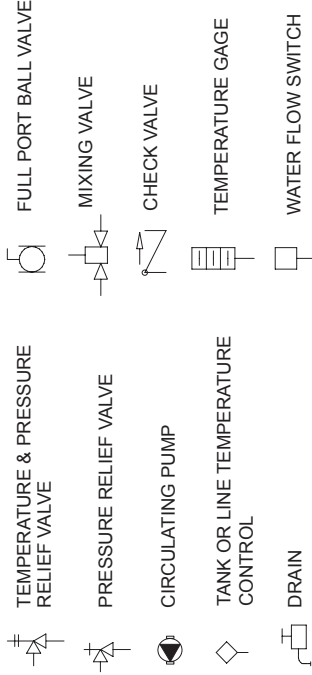 TEMPERATURE & PRESSURE
RELIEF VALVE
PRESSURE RELIEF VALVE
CIRCULATING PUMP
TANK OR LINE TEMPERATURE
CONTROL
DRAIN
FULL PORT BALL VALVE
MIXING VALVE
CHECK VALVE
TEMPERATURE GAGE
WATER FLOW SWITCH